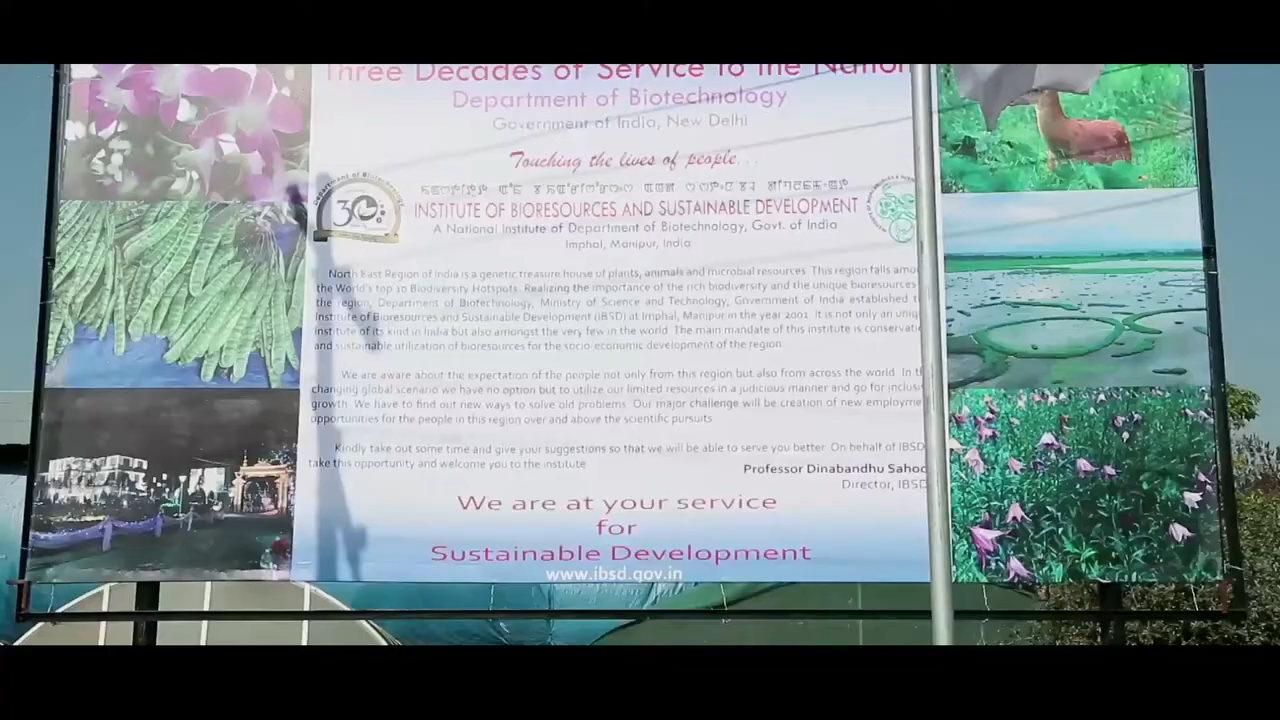 Three Decades of Service to the Nation
Department of Biotechnology
Government of India, New Delhi
Touching the lives of people...
Department of Biotechnology
30
INSTITUTE OF BIORESOURCES AND SUSTAINABLE DEVELOPMENT
A National Institute of Department of Biotechnology, Govt. of India
Imphal, Manipur, India
North East Region of India is a genetic treasure house of plants, animals and microbial resources. This region falls amo
the World's top 10 Biodiversity Hotspots. Realizing the importance of the rich biodiversity and the unique bioresources
the region, Department of Biotechnology, Ministry of Science and Technology, Government of India established t
Institute of Bioresources and Sustainable Development (IBSD) at Imphal, Manipur in the year 2001. It is not only an uniqu
institute of its kind in India but also amongst the very few in the world. The main mandate of this institute is conservati
and sustainable utilization of bioresources for the socio-economic development of the region.
We are aware about the expectation of the people not only from this region but also from across the world. In th
changing global scenario we have no option but to utilize our limited resources in a judicious manner and go for inclusi
growth. We have to find out new ways to solve old problems. Our major challenge will be creation of new employme
opportunities for the people in this region over and above the scientific pursuits.
Kindly take out some time and give your suggestions so that we will be able to serve you better. On behalf of IBSD
take this opportunity and welcome you to the institute
Professor Dinabandhu Sahoo
Director, IBSD
We are at your service
for
Sustainable Development
www.ibsd.gov.in